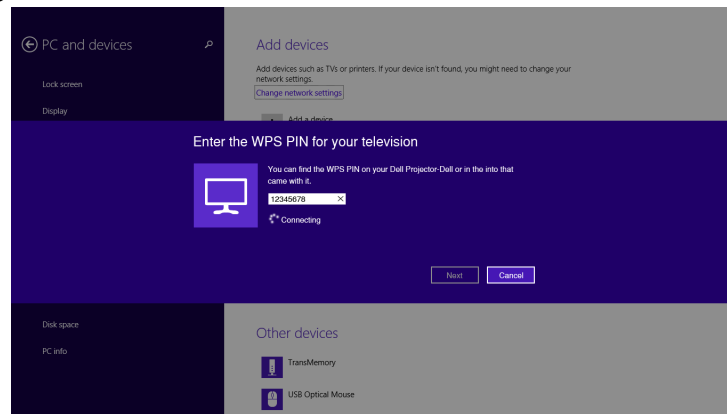 PC and devices
Lock screen
Display
Add devices
Add devices such as TVs or printers. If your device isn't found, you might need to change your
network settings.
Change network settings
Add a device
Enter the WPS PIN for your television
You can find the WPS PIN on your Dell Projector-Dell or in the into that
came with it.
12345678
Connecting
Next
Cancel
Disk space
PC info
Other devices
TransMemory
USB Optical Mouse